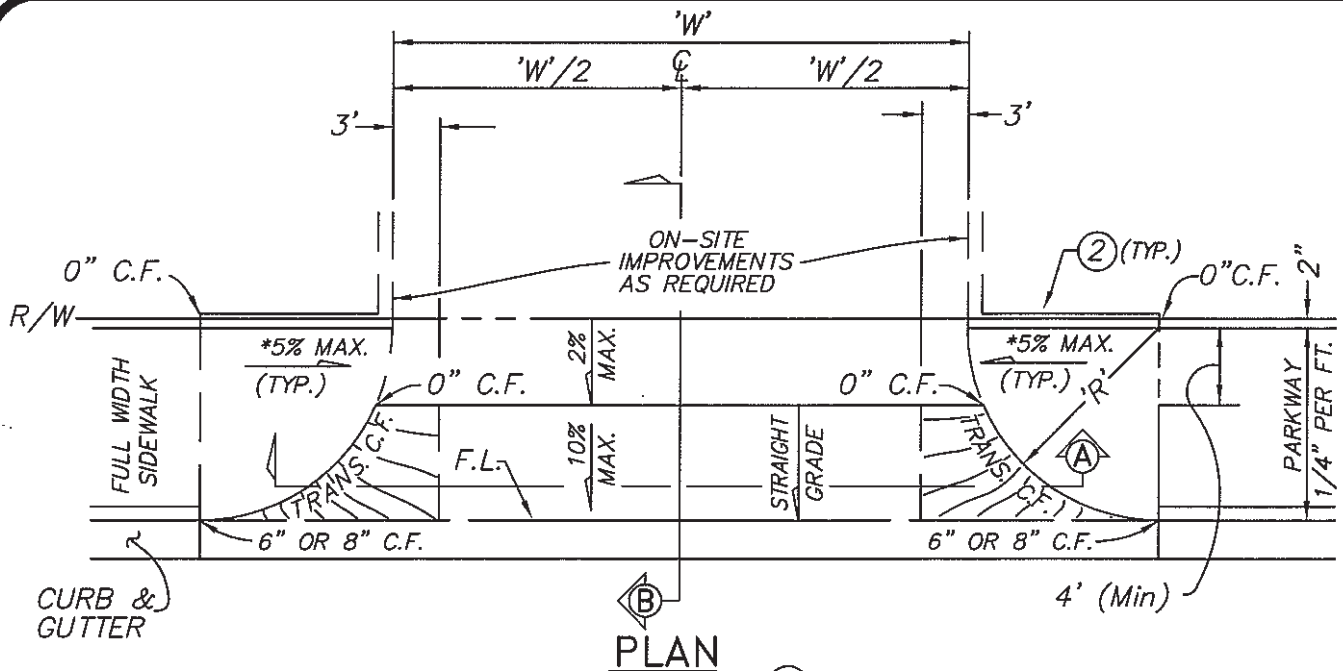 'W'
℄
'W'/2
'W'/2
3'
3'
ON-SITE
IMPROVEMENTS
AS REQUIRED
2 (TYP.)
0" C.F.
0"C.F.
2"
R/W
*5% MAX.
(TYP.)
2%
MAX.
*5% MAX.
(TYP.)
FULL WIDTH
SIDEWALK
0" C.F.
0" C.F.
'R'
PARKWAY
1/4" PER FT.
TRANS. C.F.
F.L.
10%
MAX.
STRAIGHT
GRADE
TRANS. C.F.
A
6" OR 8" C.F.
6" OR 8" C.F.
CURB &
GUTTER
B
4' (Min)
PLAN